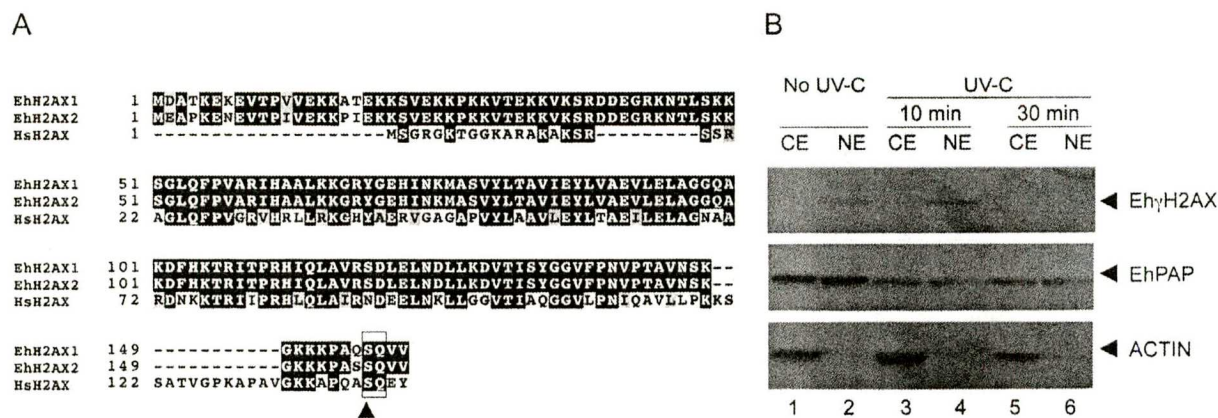 A
EhH2AX1 1 MDATKEKEVTPVVEKKATEKKSVEKKPKKVTEKKVKSRDDEGRKNTLSKK
EhH2AX2 1 MEAPKENEVTPIVEKKPIEKKSVEKKPKKVTEKKVKSRDDEGRKNTLSKK
HsH2AX 1 --------------------MSGRGKTGGKARAKAKSR---------SSR
EhH2AX1 51 SGLQFPVARIHAALKKGRYGEHINKMASVYLTAVIEYLVAEVLELAGGQA
EhH2AX2 51 SGLQFPVARIHAALKKGRYGEHINKMASVYLTAVIEYLVAEVLELAGGQA
HsH2AX 22 AGLQFPVGRVHRLLRKGHYAERVGAGAPVYLAAVLEYLTAEILELAGNAA
EhH2AX1 101 KDFHKTRITPRHIQLAVRSDLELNDLLKDVTISYGGVFPNVPTAVNSK--
EhH2AX2 101 KDFHKTRITPRHIQLAVRSDLELNDLLKDVTISYGGVFPNVPTAVNSK--
HsH2AX 72 RDNKKTRIIPRHLQLAIRNDEELNKLLGGVTIAQGGVLPNIQAVLLPKKS
EhH2AX1 149 -----------GKKKPAQSQVV
EhH2AX2 149 -----------GKKKPASSQVV
HsH2AX 122 SATVGPKAPAVGKKAPQASQEY
B
No UV-C UV-C
10 min 30 min
CE NE CE NE CE NE
EhγH2AX
EhPAP
ACTIN
1 2 3 4 5 6